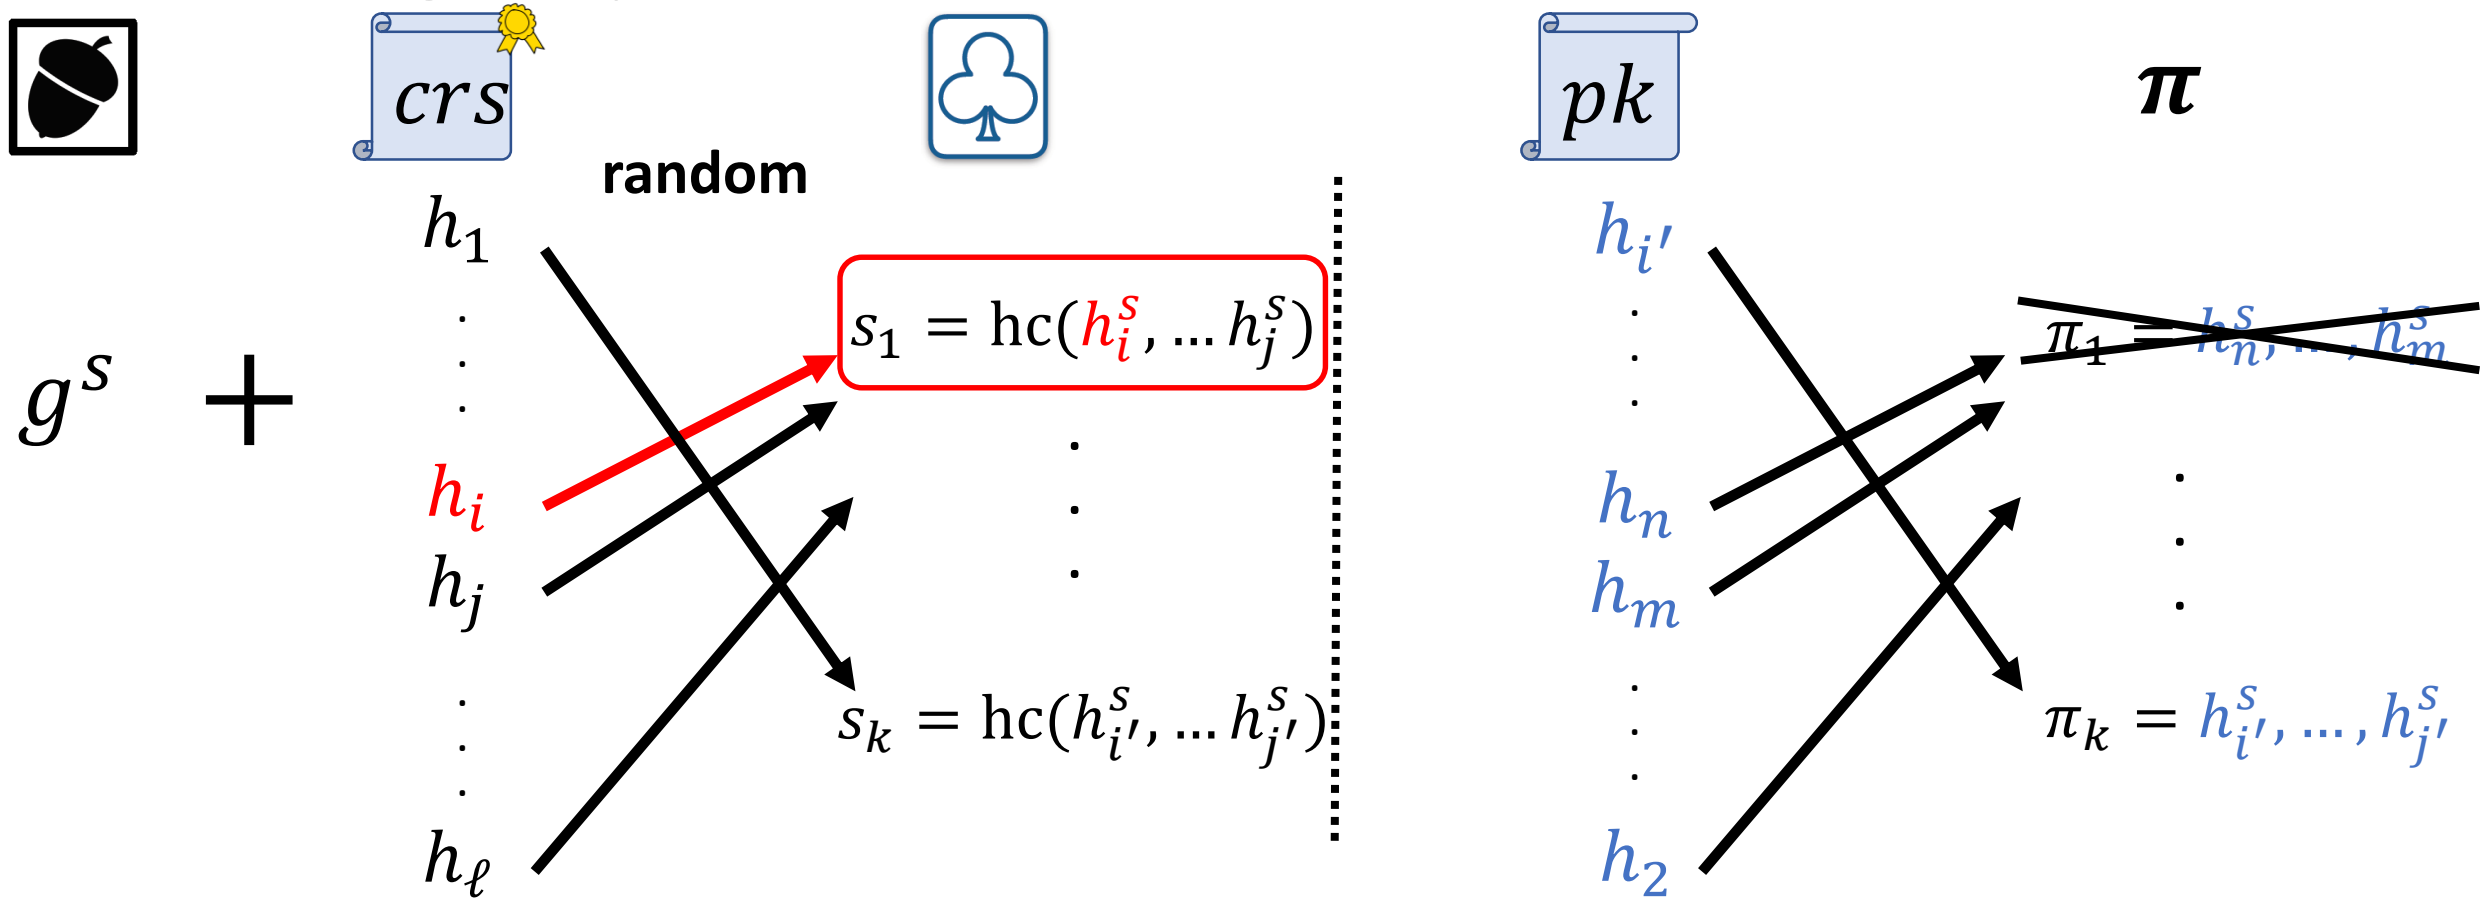 crs
pk
π
random
h_1
h_{i'}
s_1 = hc(h_i^s, … h_j^s)
π_1 = h_n^s, …, h_m^s
g^s +
h_i
h_n
h_j
h_m
s_k = hc(h_{i'}^s, … h_{j'}^s)
π_k = h_{i'}^s, …, h_{j'}^s
h_ℓ
h_2